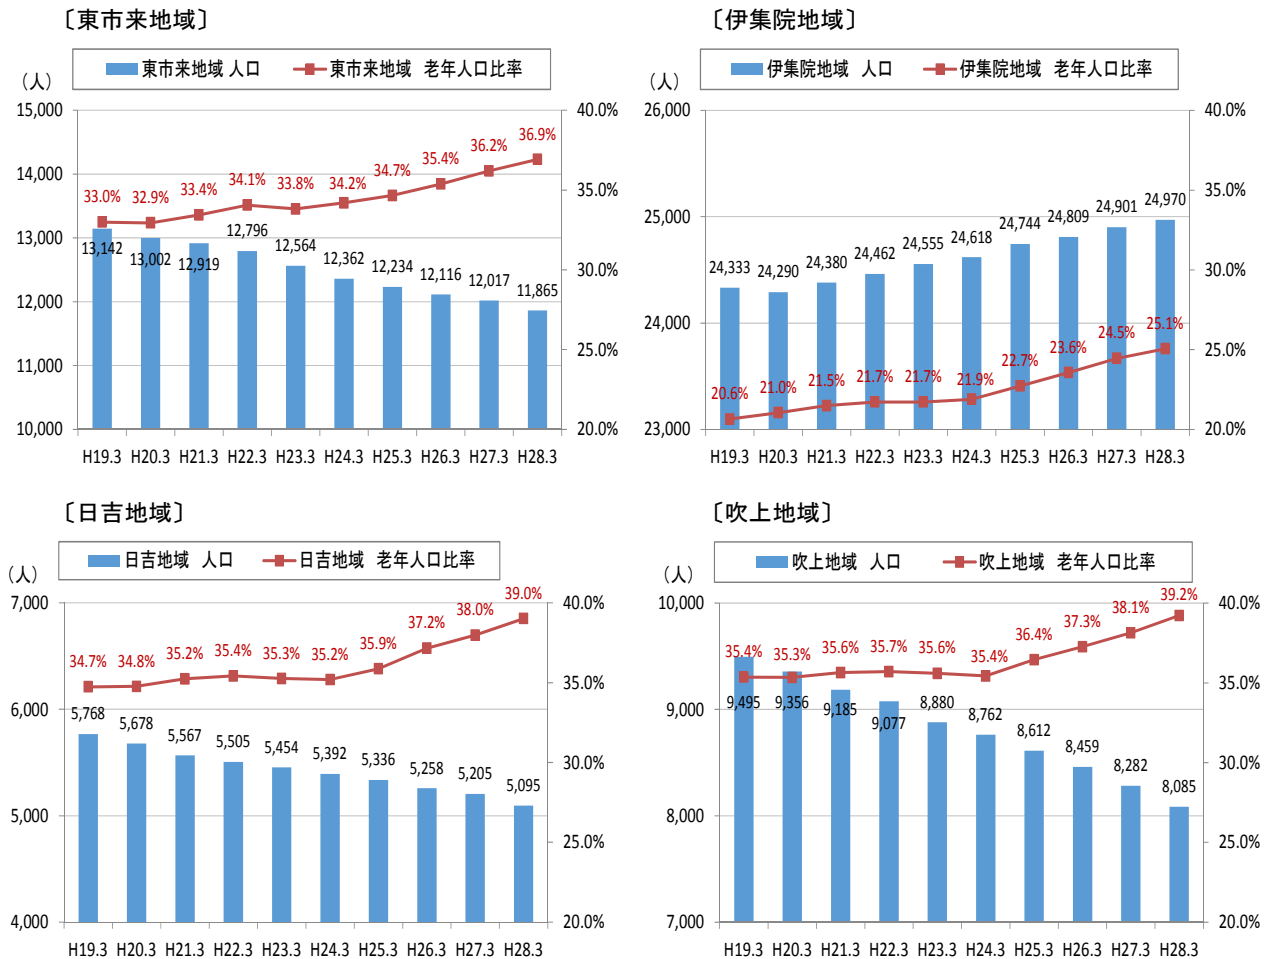 〔東市来地域〕
東市来地域 人口 東市来地域 老年人口比率
（人）
15,000 40.0%
14,000 35.0%
13,000 30.0%
12,000 25.0%
11,000 20.0%
10,000
33.0% 32.9% 33.4% 34.1% 33.8% 34.2% 34.7% 35.4% 36.2% 36.9%
13,142 13,002 12,919 12,796 12,564 12,362 12,234 12,116 12,017 11,865
H19.3 H20.3 H21.3 H22.3 H23.3 H24.3 H25.3 H26.3 H27.3 H28.3
〔伊集院地域〕
伊集院地域 人口 伊集院地域 老年人口比率
（人）
26,000 40.0%
25,000 35.0%
24,000 30.0%
23,000 25.0%
20.0%
24,333 24,290 24,380 24,462 24,555 24,618 24,744 24,809 24,901 24,970
20.6% 21.0% 21.5% 21.7% 21.7% 21.9% 22.7% 23.6% 24.5% 25.1%
H19.3 H20.3 H21.3 H22.3 H23.3 H24.3 H25.3 H26.3 H27.3 H28.3
〔日吉地域〕
日吉地域 人口 日吉地域 老年人口比率
（人）
7,000 40.0%
6,000 35.0%
5,000 30.0%
4,000 25.0%
20.0%
34.7% 34.8% 35.2% 35.4% 35.3% 35.2% 35.9% 37.2% 38.0% 39.0%
5,768 5,678 5,567 5,505 5,454 5,392 5,336 5,258 5,205 5,095
H19.3 H20.3 H21.3 H22.3 H23.3 H24.3 H25.3 H26.3 H27.3 H28.3
〔吹上地域〕
吹上地域 人口 吹上地域 老年人口比率
（人）
10,000 40.0%
9,000 35.0%
8,000 30.0%
7,000 25.0%
20.0%
35.4% 35.3% 35.6% 35.7% 35.6% 35.4% 36.4% 37.3% 38.1% 39.2%
9,495 9,356 9,185 9,077 8,880 8,762 8,612 8,459 8,282 8,085
H19.3 H20.3 H21.3 H22.3 H23.3 H24.3 H25.3 H26.3 H27.3 H28.3